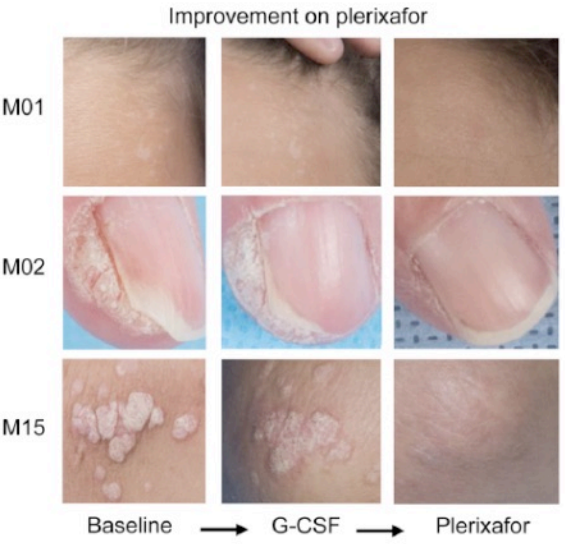 Improvement on plerixafor
M01
M02
M15
Baseline → G-CSF → Plerixafor